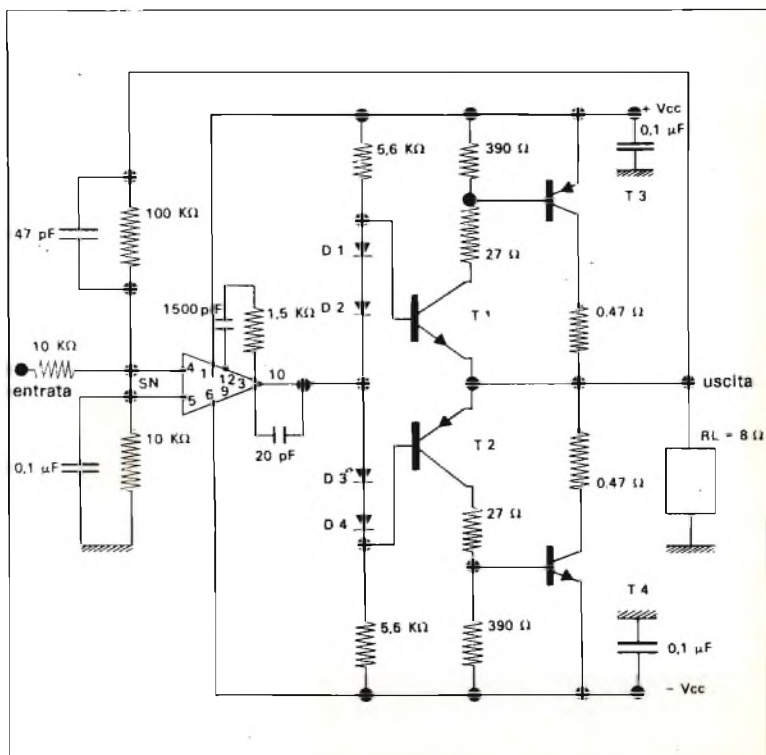 + Vcc
0,1 µF
5,6 KΩ
390 Ω
T 3
100 KΩ
47 pF
D 1
27 Ω
1500 pF
D 2
1,5 KΩ
T 1
0,47 Ω
10 KΩ
10
4
1
12
3
entrata
SN
uscita
5
6
9
10 KΩ
T 2
RL = 8 Ω
0,1 µF
20 pF
D 3
0,47 Ω
D 4
27 Ω
T 4
5,6 KΩ
390 Ω
0,1 µF
– Vcc